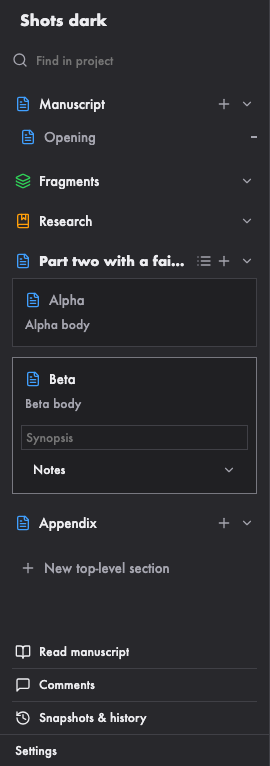 Shots dark
Find in project
Manuscript
Opening
Fragments
Research
Part two with a fai...
Alpha
Alpha body
Beta
Beta body
Synopsis
Notes
Appendix
New top-level section
Read manuscript
Comments
Snapshots & history
Settings